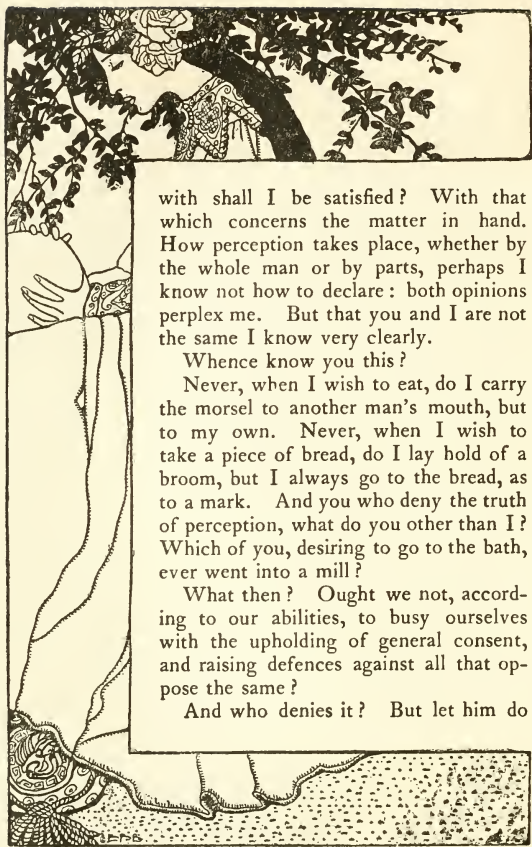 with shall I be satisfied? With that
which concerns the matter in hand.
How perception takes place, whether by
the whole man or by parts, perhaps I
know not how to declare: both opinions
perplex me. But that you and I are not
the same I know very clearly.
Whence know you this?
Never, when I wish to eat, do I carry
the morsel to another man's mouth, but
to my own. Never, when I wish to
take a piece of bread, do I lay hold of a
broom, but I always go to the bread, as
to a mark. And you who deny the truth
of perception, what do you other than I?
Which of you, desiring to go to the bath,
ever went into a mill?
What then? Ought we not, accord-
ing to our abilities, to busy ourselves
with the upholding of general consent,
and raising defences against all that op-
pose the same?
And who denies it? But let him do